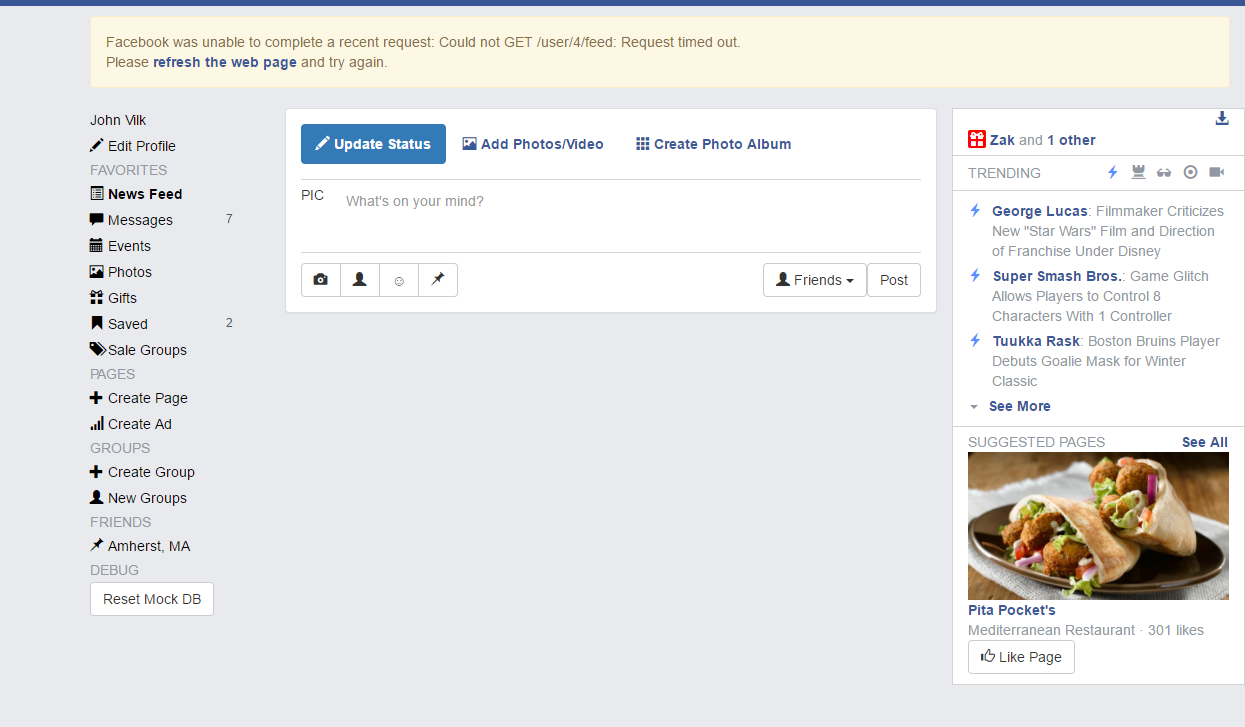 Facebook was unable to complete a recent request: Could not GET /user/4/feed: Request timed out.
Please refresh the web page and try again.
John Vilk
Edit Profile
FAVORITES
News Feed
Messages 7
Events
Photos
Gifts
Saved 2
Sale Groups
PAGES
Create Page
Create Ad
GROUPS
Create Group
New Groups
FRIENDS
Amherst, MA
DEBUG
Reset Mock DB
Update Status Add Photos/Video Create Photo Album
PIC What's on your mind?
Friends Post
Zak and 1 other
TRENDING
George Lucas: Filmmaker Criticizes
New "Star Wars" Film and Direction
of Franchise Under Disney
Super Smash Bros.: Game Glitch
Allows Players to Control 8
Characters With 1 Controller
Tuukka Rask: Boston Bruins Player
Debuts Goalie Mask for Winter
Classic
See More
SUGGESTED PAGES See All
Pita Pocket's
Mediterranean Restaurant · 301 likes
Like Page